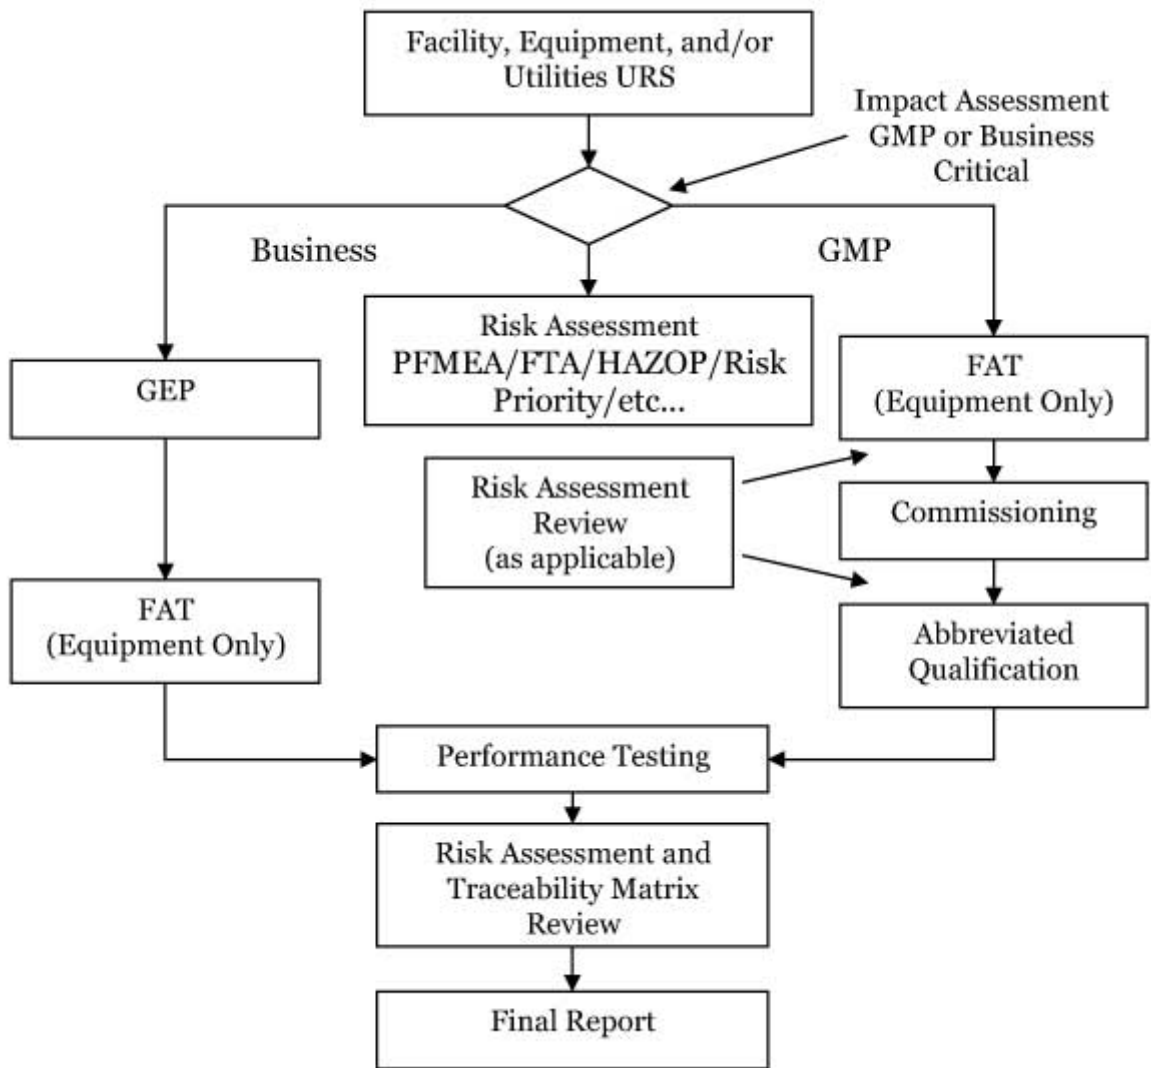 Facility, Equipment, and/or
Utilities URS
Impact Assessment
GMP or Business
Critical
Business
GMP
Risk Assessment
PFMEA/FTA/HAZOP/Risk
Priority/etc...
GEP
FAT
(Equipment Only)
Risk Assessment
Review
(as applicable)
Commissioning
FAT
(Equipment Only)
Abbreviated
Qualification
Performance Testing
Risk Assessment and
Traceability Matrix
Review
Final Report